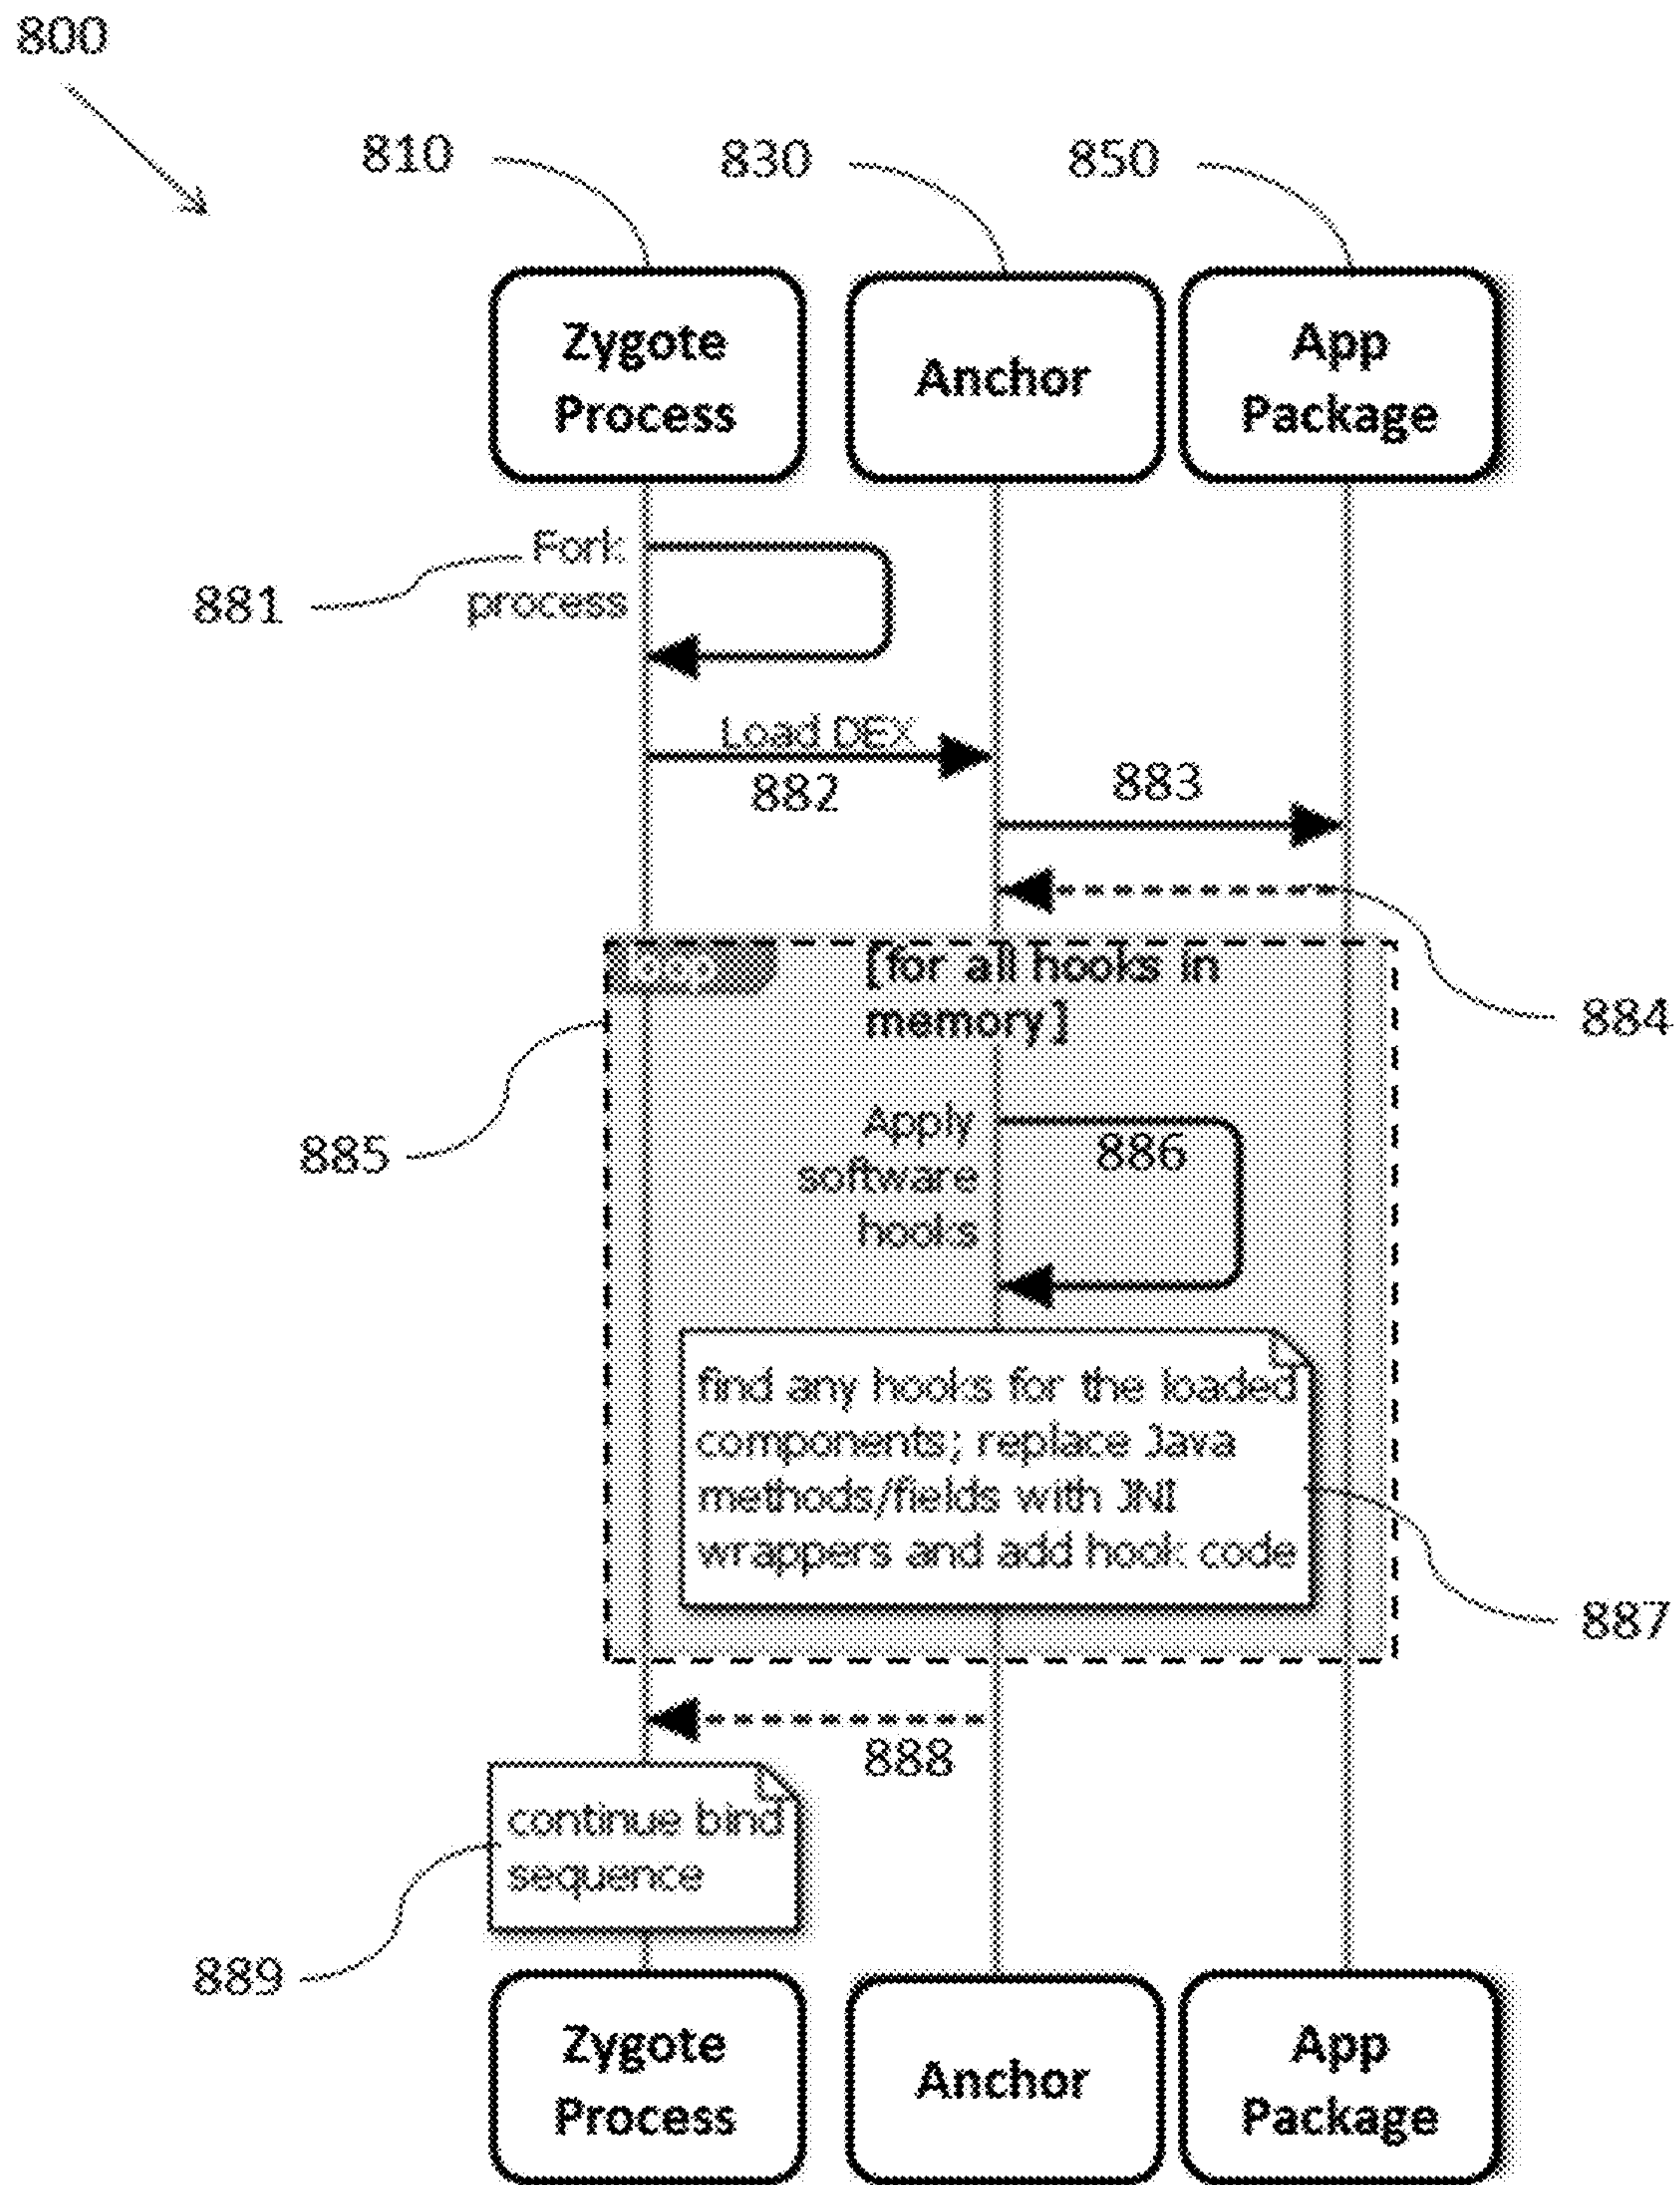 800
810
830
850
Zygote
Process
Anchor
App
Package
Fork
process
881
Load DEX
882
883
884
[for all hooks in
memory]
885
Apply
software
hooks
886
find any hooks for the loaded
components; replace Java
methods/fields with JNI
wrappers and add hook code
887
888
continue bind
sequence
889
Zygote
Process
Anchor
App
Package